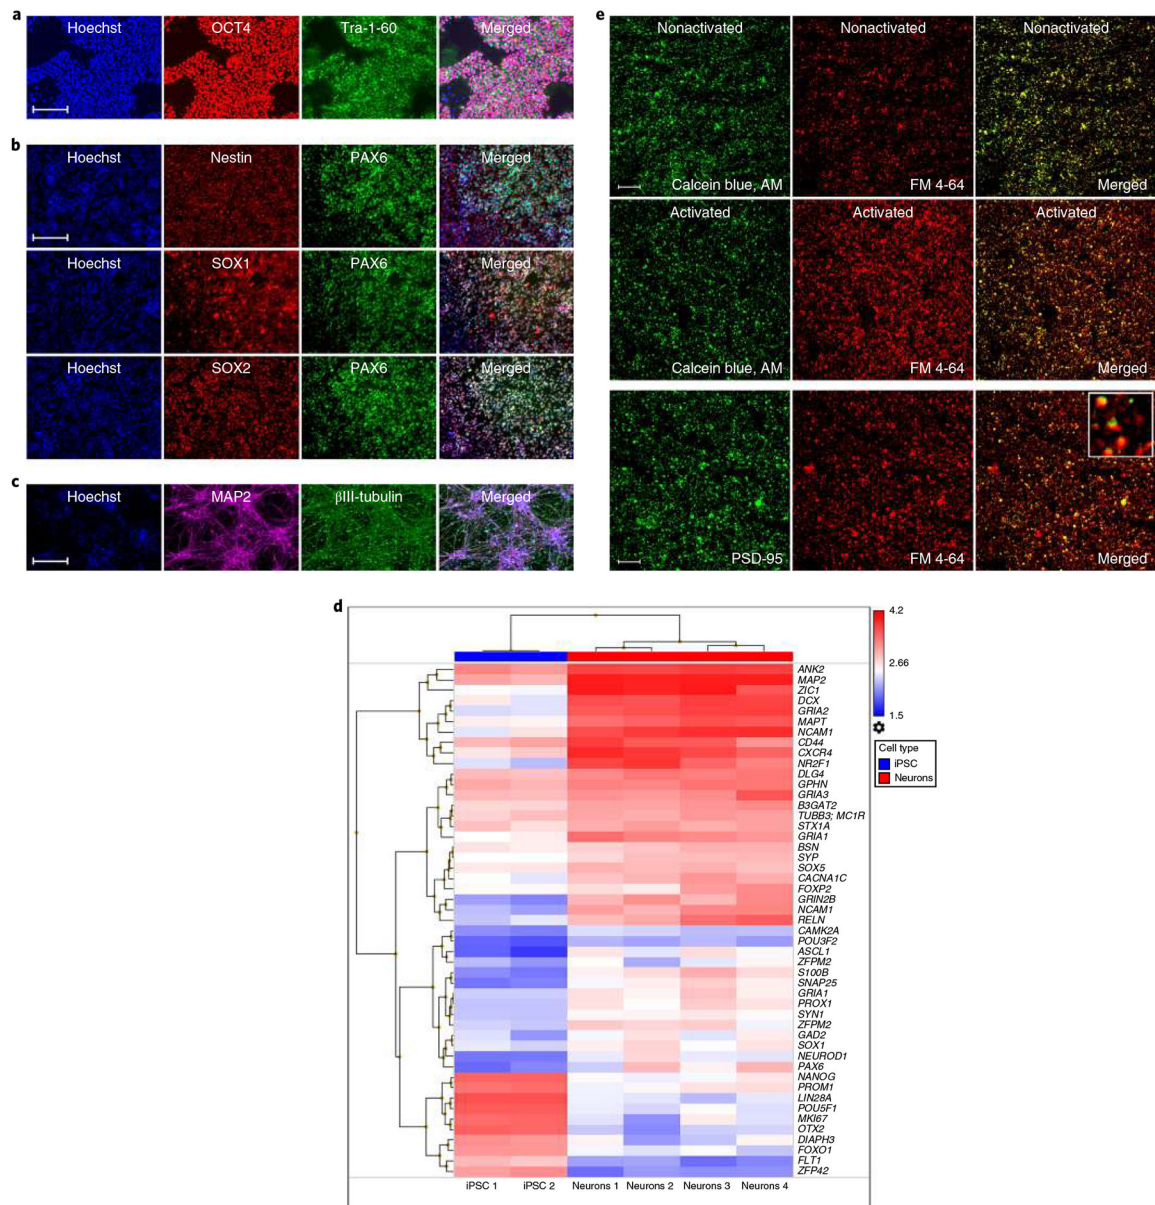 a
Hoechst OCT4 Tra-1-60 Merged
b
Hoechst Nestin PAX6 Merged
Hoechst SOX1 PAX6 Merged
Hoechst SOX2 PAX6 Merged
c
Hoechst MAP2 βIII-tubulin Merged
e
Nonactivated Nonactivated Nonactivated
Calcein blue, AM FM 4-64 Merged
Activated Activated Activated
Calcein blue, AM FM 4-64 Merged
PSD-95 FM 4-64 Merged
d
4.2
2.66
1.5
Cell type
iPSC
Neurons
ANK2
MAP2
ZIC1
DCX
GRIA2
MAPT
NCAM1
CD44
CXCR4
NR2F1
DLG4
GPHN
GRIA3
B3GAT2
TUBB3; MC1R
STX1A
GRIA1
BSN
SYP
SOX5
CACNA1C
FOXP2
GRIN2B
NCAM1
RELN
CAMK2A
POU3F2
ASCL1
ZFPM2
S100B
SNAP25
GRIA1
PROX1
SYN1
ZFPM2
GAD2
SOX1
NEUROD1
PAX6
NANOG
PROM1
LIN28A
POU5F1
MKI67
OTX2
DIAPH3
FOXO1
FLT1
ZFP42
iPSC 1 iPSC 2 Neurons 1 Neurons 2 Neurons 3 Neurons 4